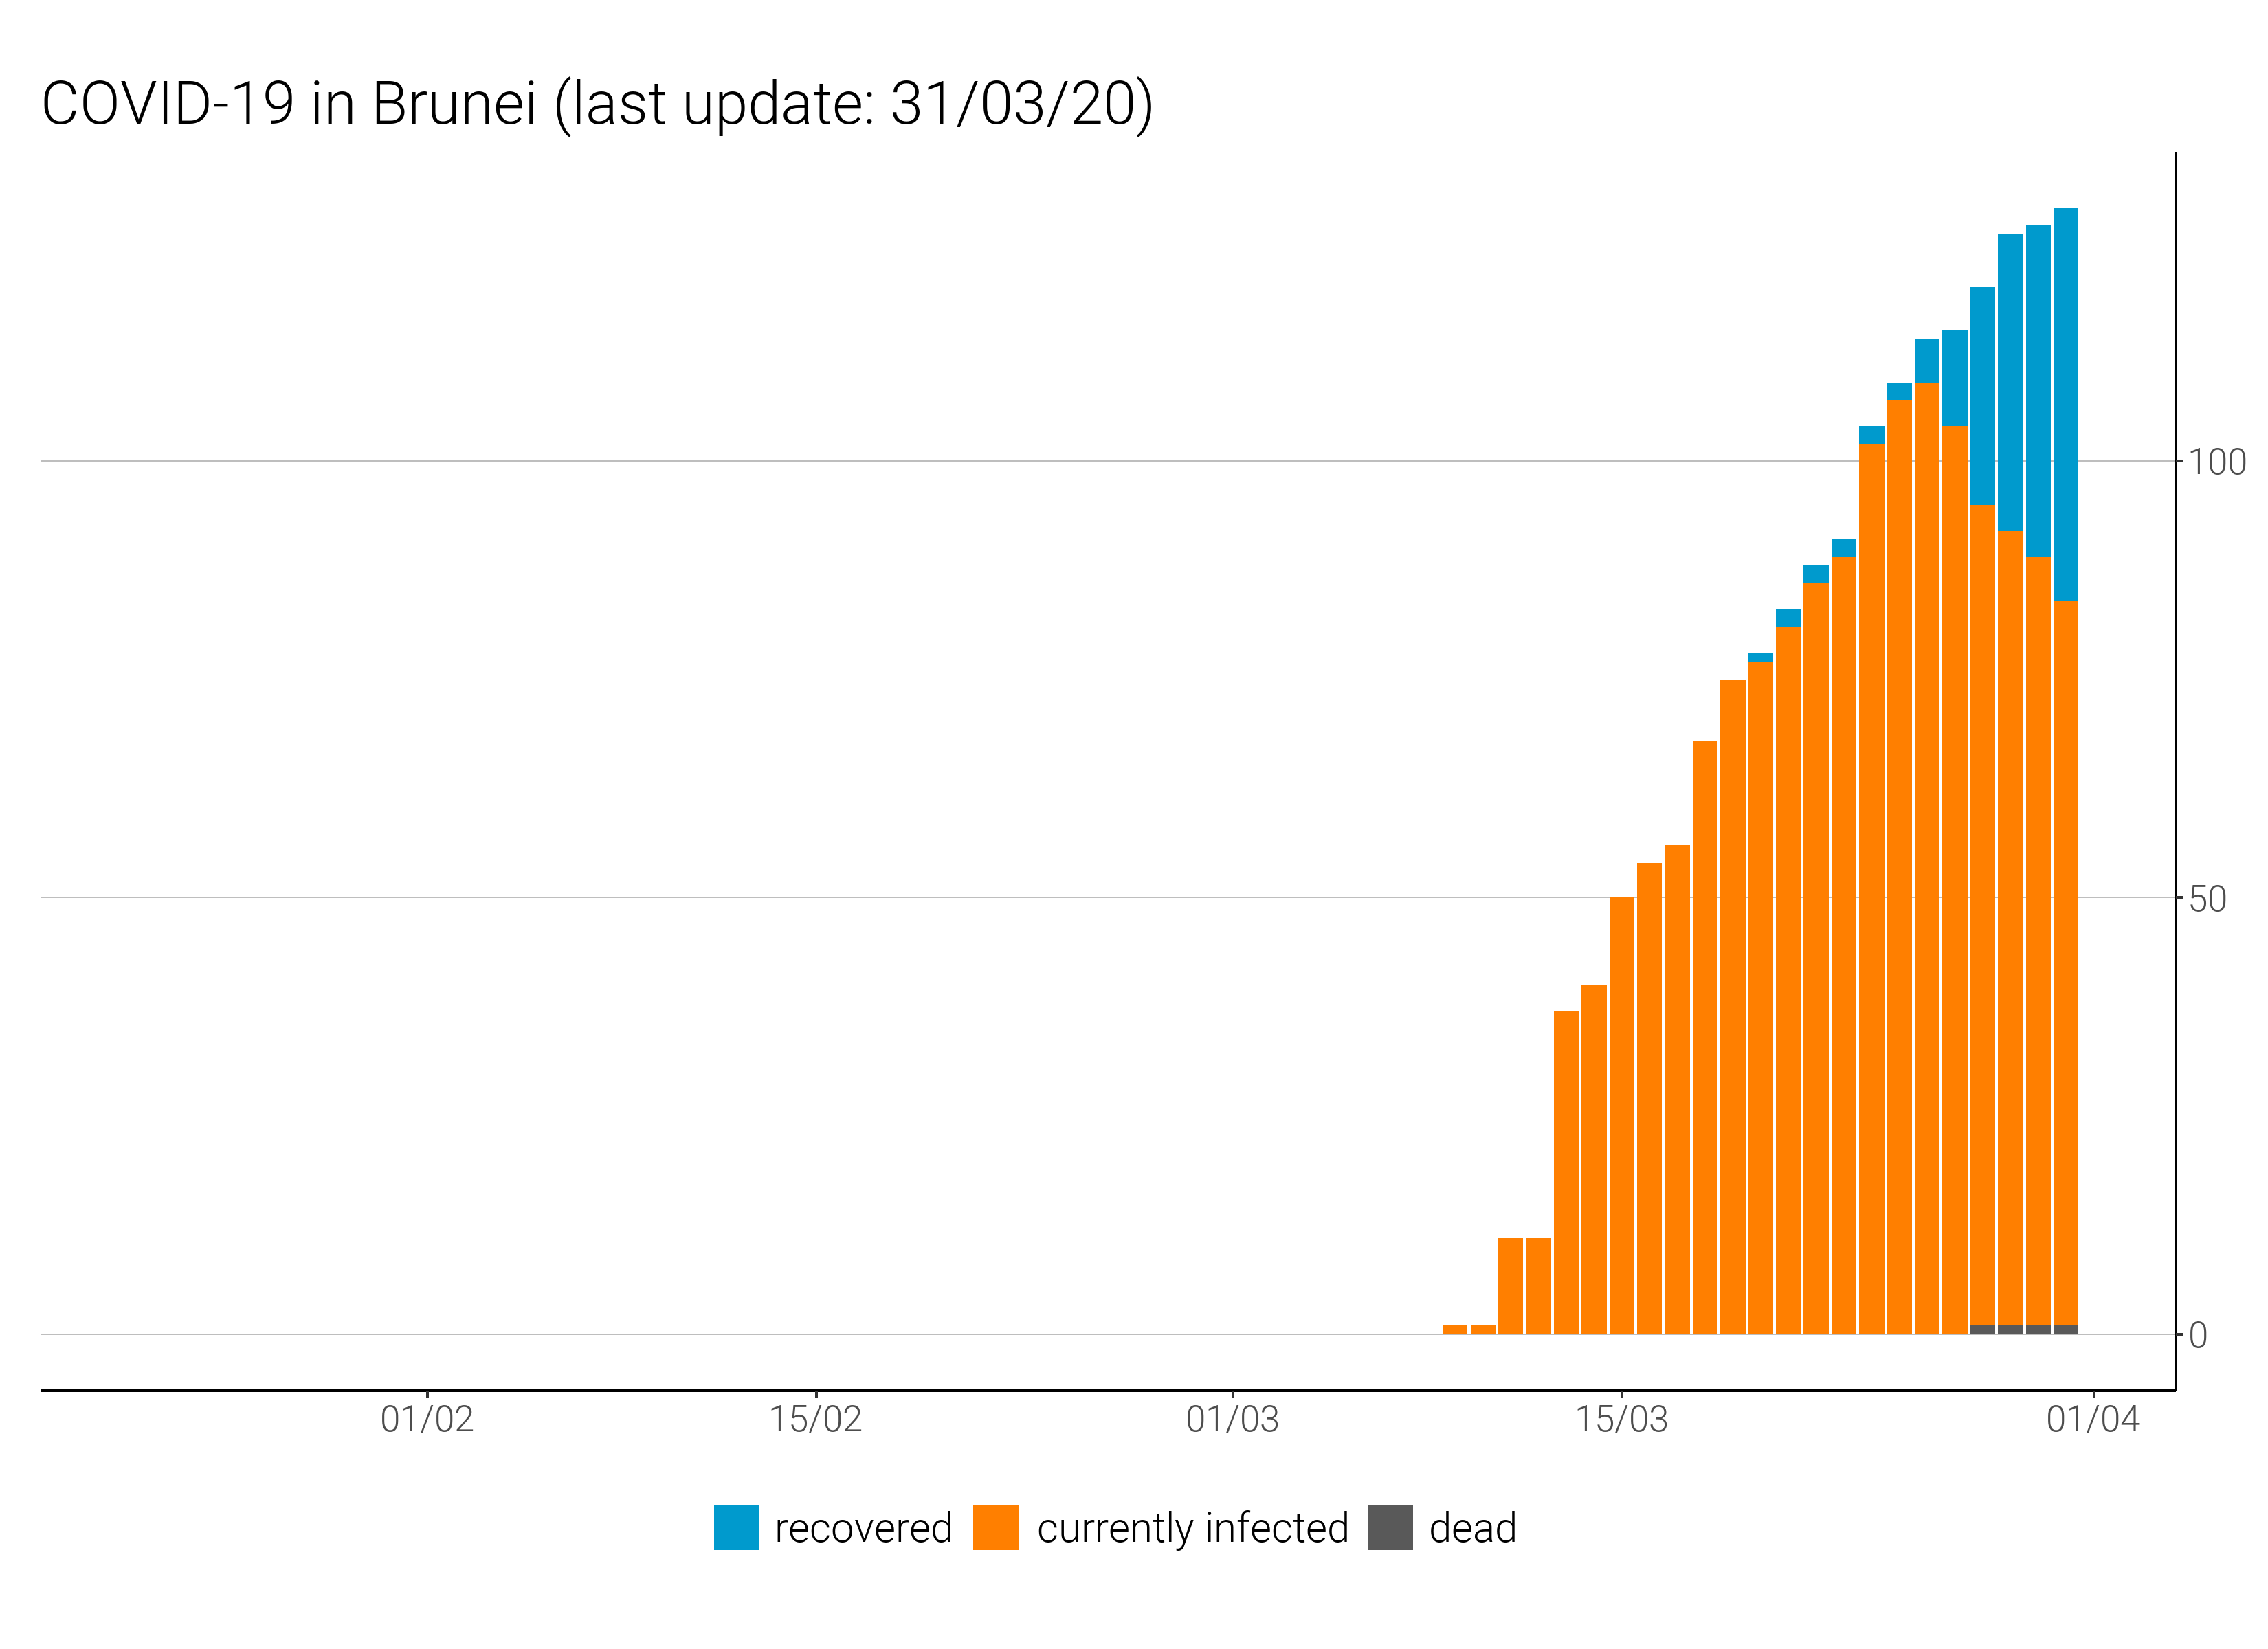 COVID-19 in Brunei (last update: 31/03/20)
100
50
0
01/02 15/02 01/03 15/03 01/04
recovered currently infected dead